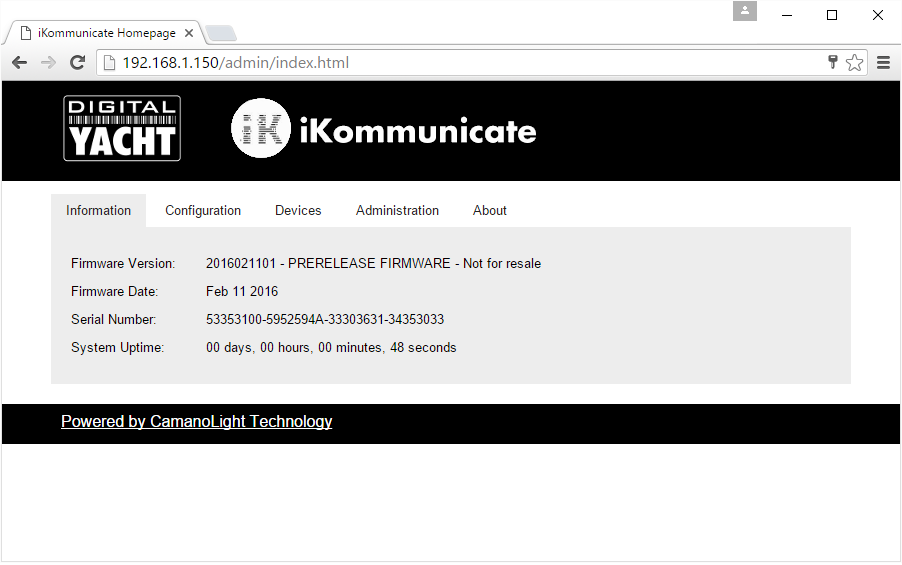 iKommunicate Homepage
192.168.1.150/admin/index.html
DIGITAL
YACHT
iK iKommunicate
Information Configuration Devices Administration About
Firmware Version: 2016021101 - PRERELEASE FIRMWARE - Not for resale
Firmware Date: Feb 11 2016
Serial Number: 53353100-5952594A-33303631-34353033
System Uptime: 00 days, 00 hours, 00 minutes, 48 seconds
Powered by CamanoLight Technology